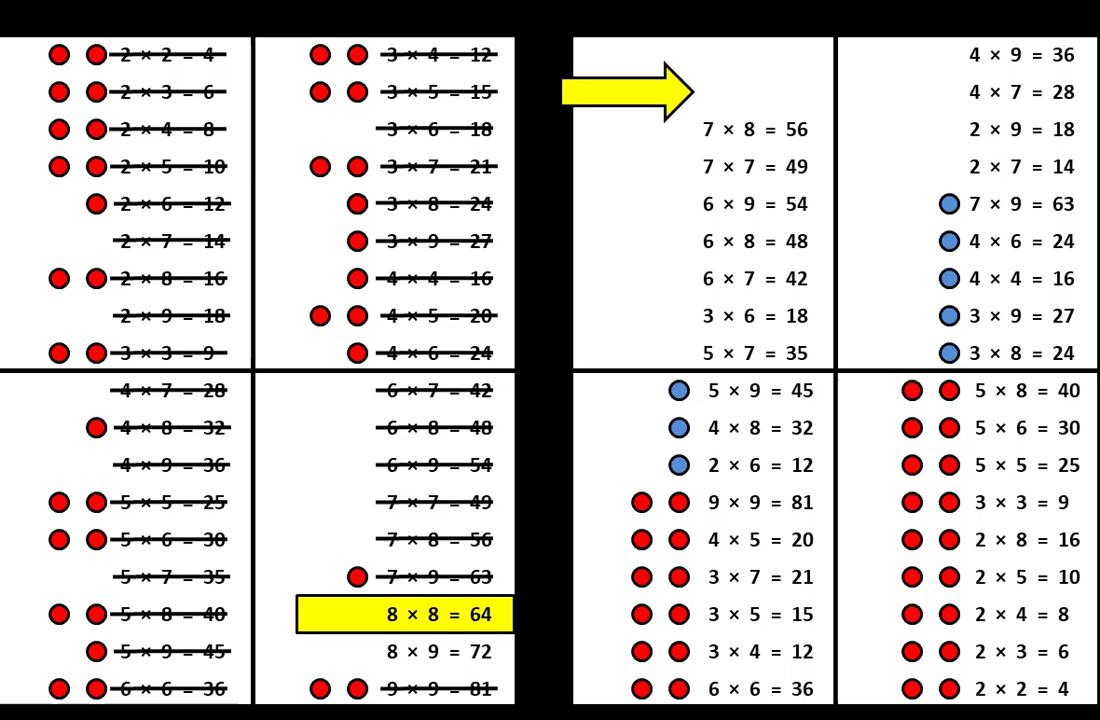 2 × 2 = 4
2 × 3 = 6
2 × 4 = 8
2 × 5 = 10
2 × 6 = 12
2 × 7 = 14
2 × 8 = 16
2 × 9 = 18
3 × 3 = 9
3 × 4 = 12
3 × 5 = 15
3 × 6 = 18
3 × 7 = 21
3 × 8 = 24
3 × 9 = 27
4 × 4 = 16
4 × 5 = 20
4 × 6 = 24
4 × 7 = 28
4 × 8 = 32
4 × 9 = 36
5 × 5 = 25
5 × 6 = 30
5 × 7 = 35
5 × 8 = 40
5 × 9 = 45
6 × 6 = 36
6 × 7 = 42
6 × 8 = 48
6 × 9 = 54
7 × 7 = 49
7 × 8 = 56
7 × 9 = 63
8 × 8 = 64
8 × 9 = 72
9 × 9 = 81
7 × 8 = 56
7 × 7 = 49
6 × 9 = 54
6 × 8 = 48
6 × 7 = 42
3 × 6 = 18
5 × 7 = 35
4 × 9 = 36
4 × 7 = 28
2 × 9 = 18
2 × 7 = 14
7 × 9 = 63
4 × 6 = 24
4 × 4 = 16
3 × 9 = 27
3 × 8 = 24
5 × 9 = 45
4 × 8 = 32
2 × 6 = 12
9 × 9 = 81
4 × 5 = 20
3 × 7 = 21
3 × 5 = 15
3 × 4 = 12
6 × 6 = 36
5 × 8 = 40
5 × 6 = 30
5 × 5 = 25
3 × 3 = 9
2 × 8 = 16
2 × 5 = 10
2 × 4 = 8
2 × 3 = 6
2 × 2 = 4